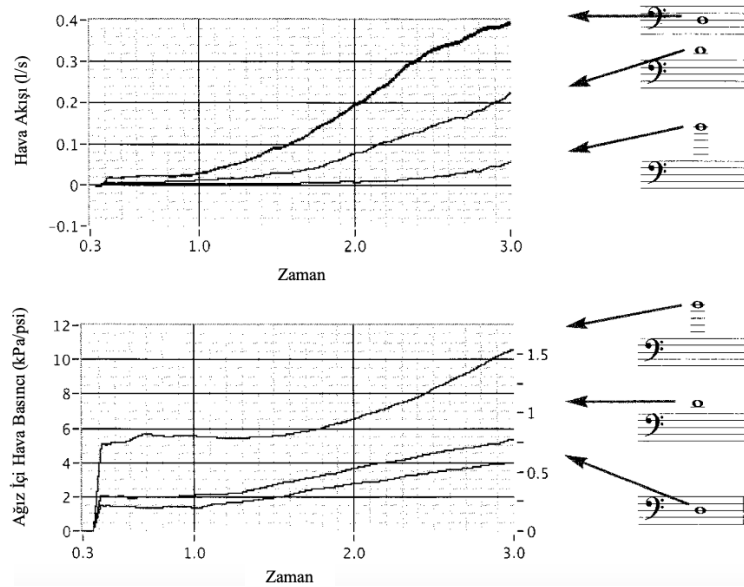 Hava Akışı (l/s)
0.4
0.3
0.2
0.1
0
−0.1
0.3 1.0 2.0 3.0
Zaman
Ağız İçi Hava Basıncı (kPa/psi)
12
10
8
6
4
2
0
1.5
1
0.5
0
0.3 1.0 2.0 3.0
Zaman